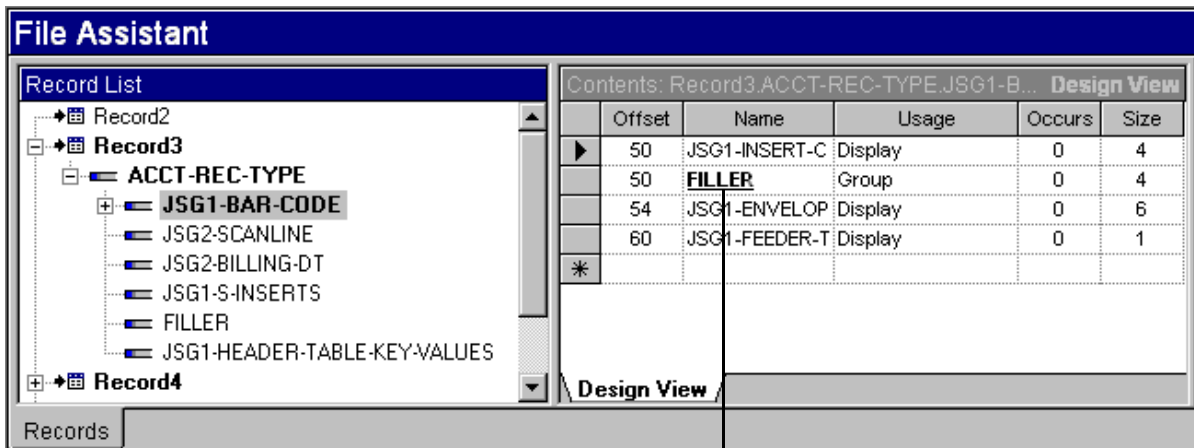 File Assistant
Record List
Record2
Record3
ACCT-REC-TYPE
JSG1-BAR-CODE
JSG2-SCANLINE
JSG2-BILLING-DT
JSG1-S-INSERTS
FILLER
JSG1-HEADER-TABLE-KEY-VALUES
Record4
Records
Contents: Record3.ACCT-REC-TYPE.JSG1-B... Design View
Offset Name Usage Occurs Size
50 JSG1-INSERT-C Display 0 4
50 FILLER Group 0 4
54 JSG1-ENVELOP Display 0 6
60 JSG1-FEEDER-T Display 0 1
Design View